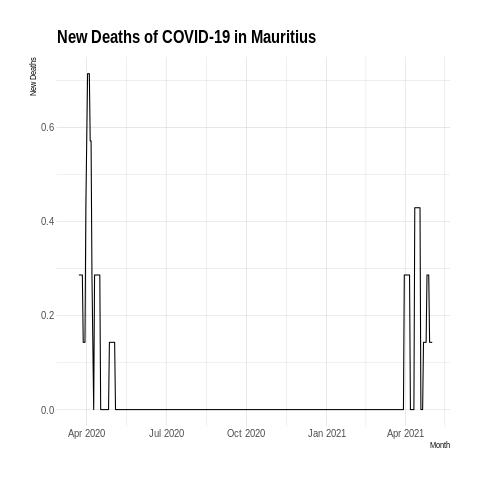 New Deaths of COVID-19 in Mauritius
New Deaths
0.6
0.4
0.2
0.0
Apr 2020 Jul 2020 Oct 2020 Jan 2021 Apr 2021
Month